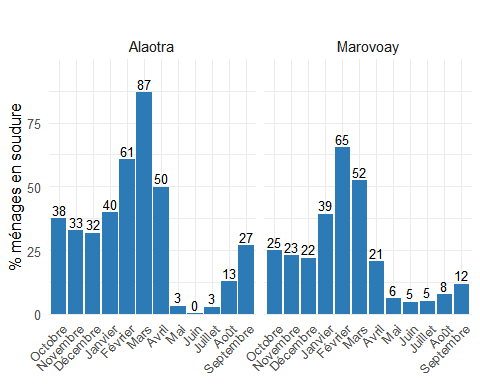 Alaotra
Marovoay
% ménages en soudure
75
50
25
0
38
33
32
40
61
87
50
3
0
3
13
27
25
23
22
39
65
52
21
6
5
5
8
12
Octobre
Novembre
Décembre
Janvier
Février
Mars
Avril
Mai
Juin
Juillet
Août
Septembre
Octobre
Novembre
Décembre
Janvier
Février
Mars
Avril
Mai
Juin
Juillet
Août
Septembre